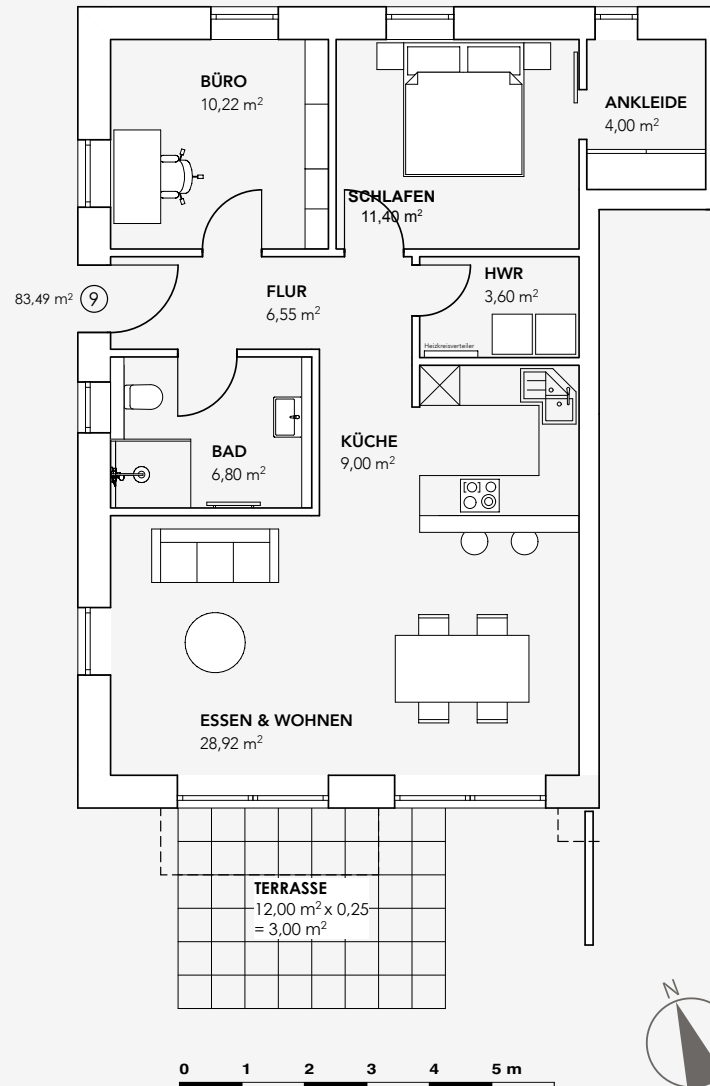 BÜRO
10,22 m²
ANKLEIDE
4,00 m²
SCHLAFEN
11,40 m²
83,49 m² 9
FLUR
6,55 m²
HWR
3,60 m²
Heizkreisverteiler
BAD
6,80 m²
KÜCHE
9,00 m²
ESSEN & WOHNEN
28,92 m²
TERRASSE
12,00 m² x 0,25
= 3,00 m²
N
0 1 2 3 4 5 m